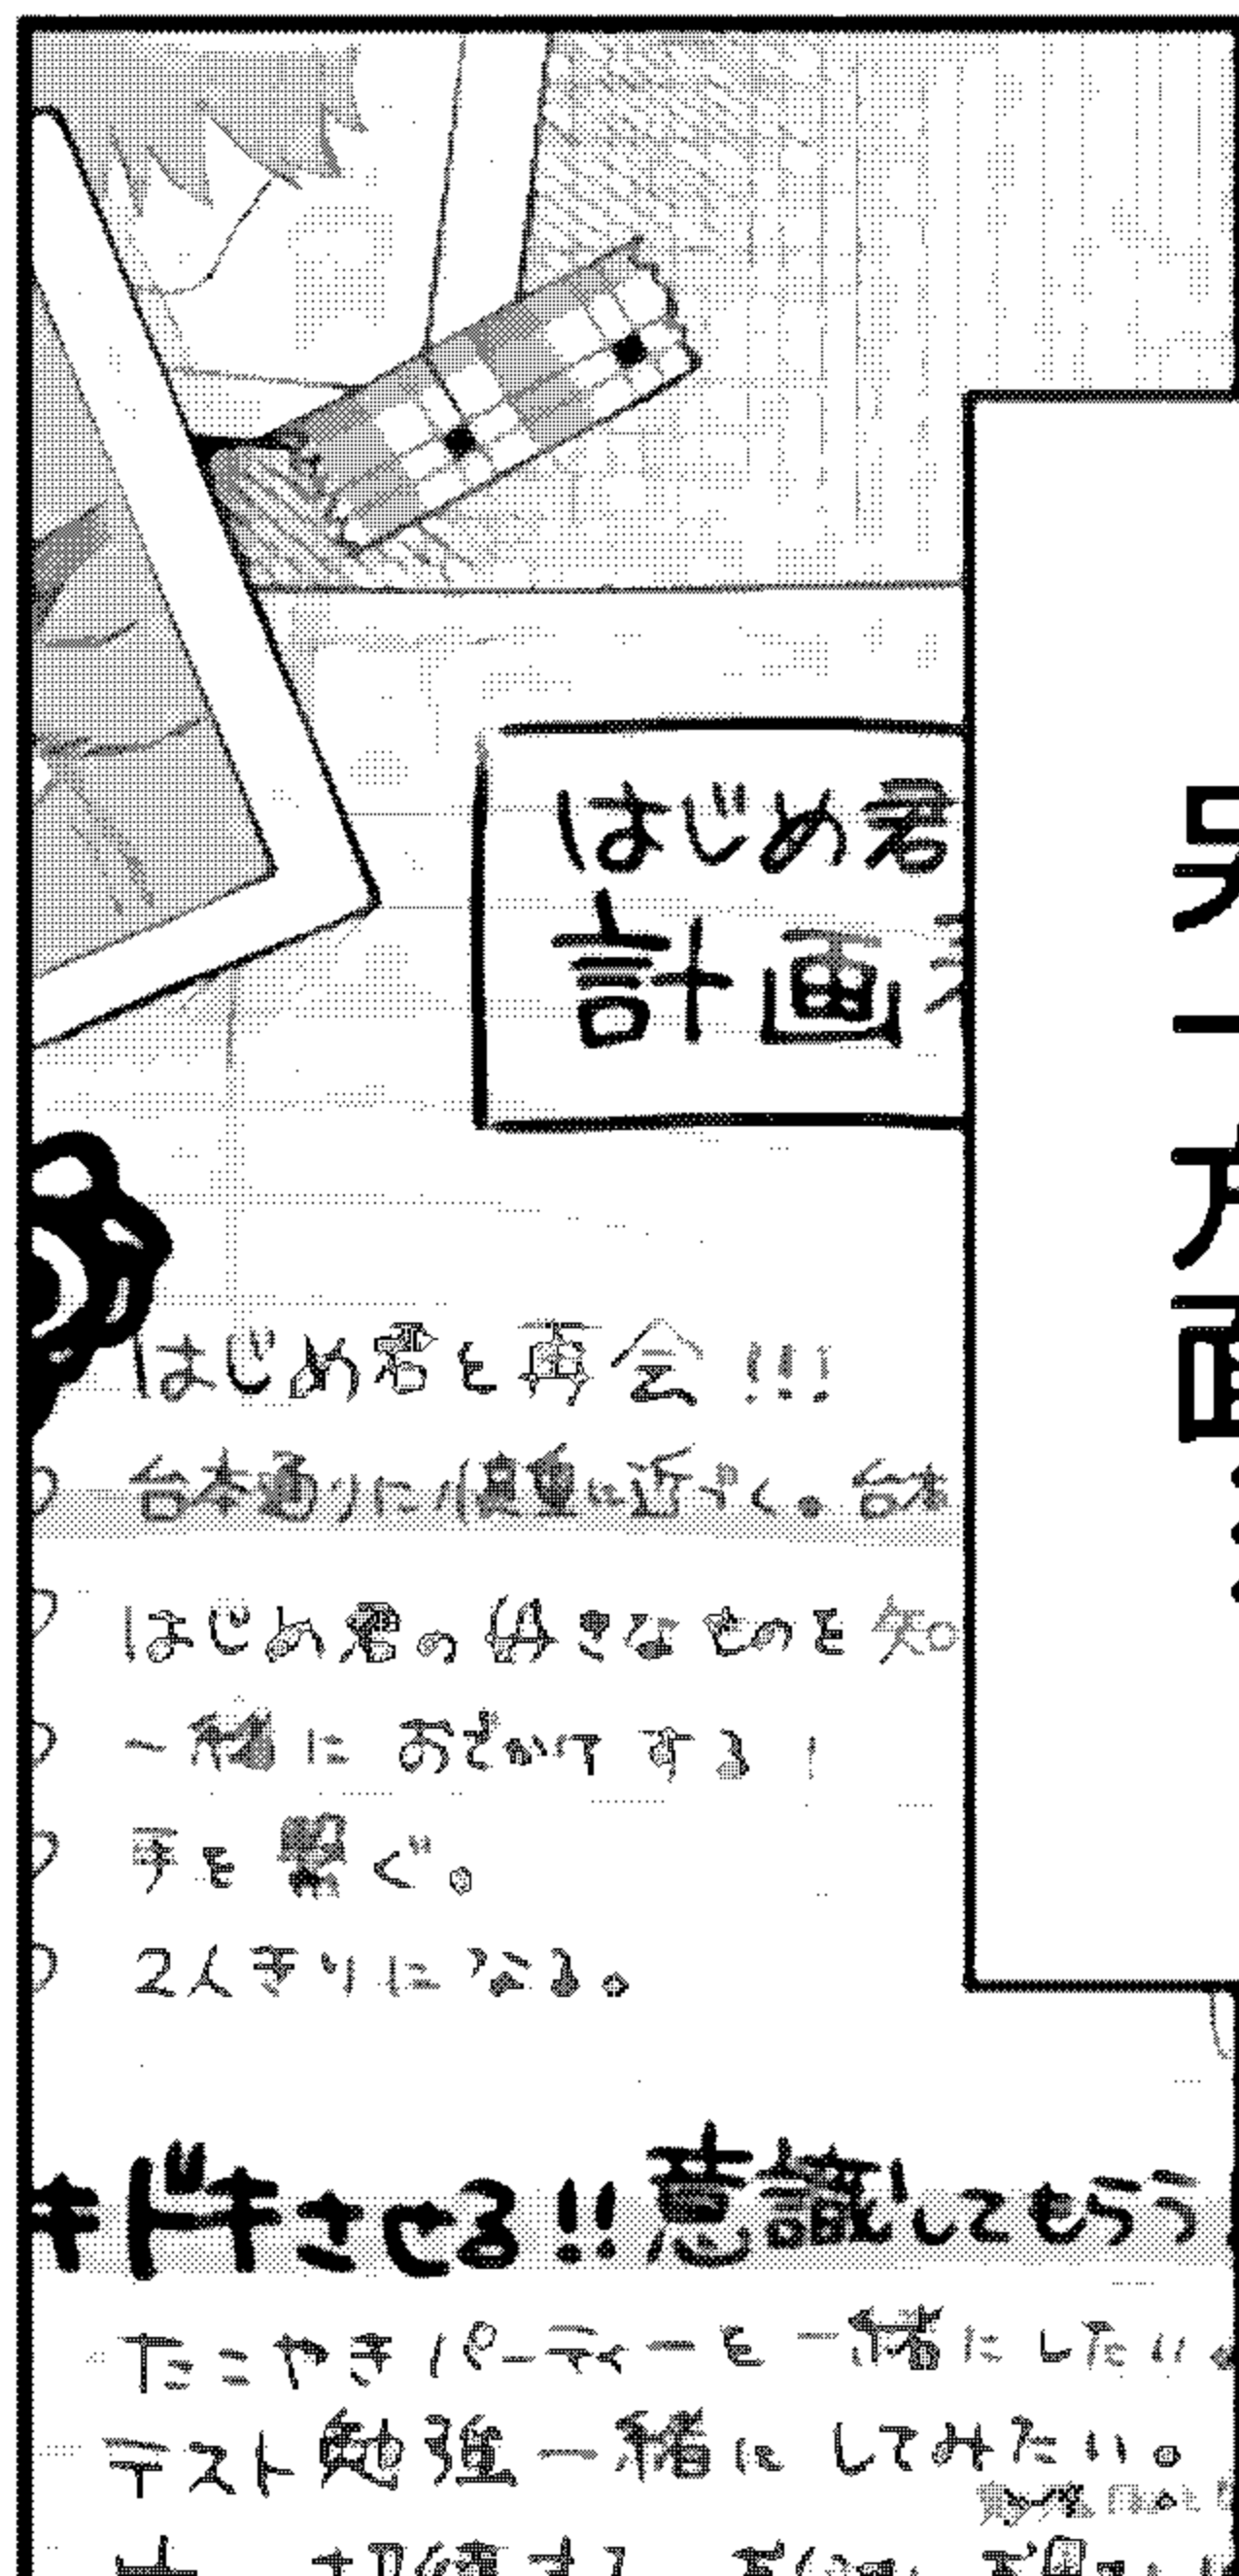 はじめ君
計画
はじめ君と再会!!!
台本通りに慎重に近づく。台本
はじめ君の好きなものを知
一緒におでかけする!
手を繋ぐ。
2人きりになる。
キドキさせる!!意識してもらう
たこやきパーティーを一緒にしたい。
テスト勉強一緒にしてみたい。